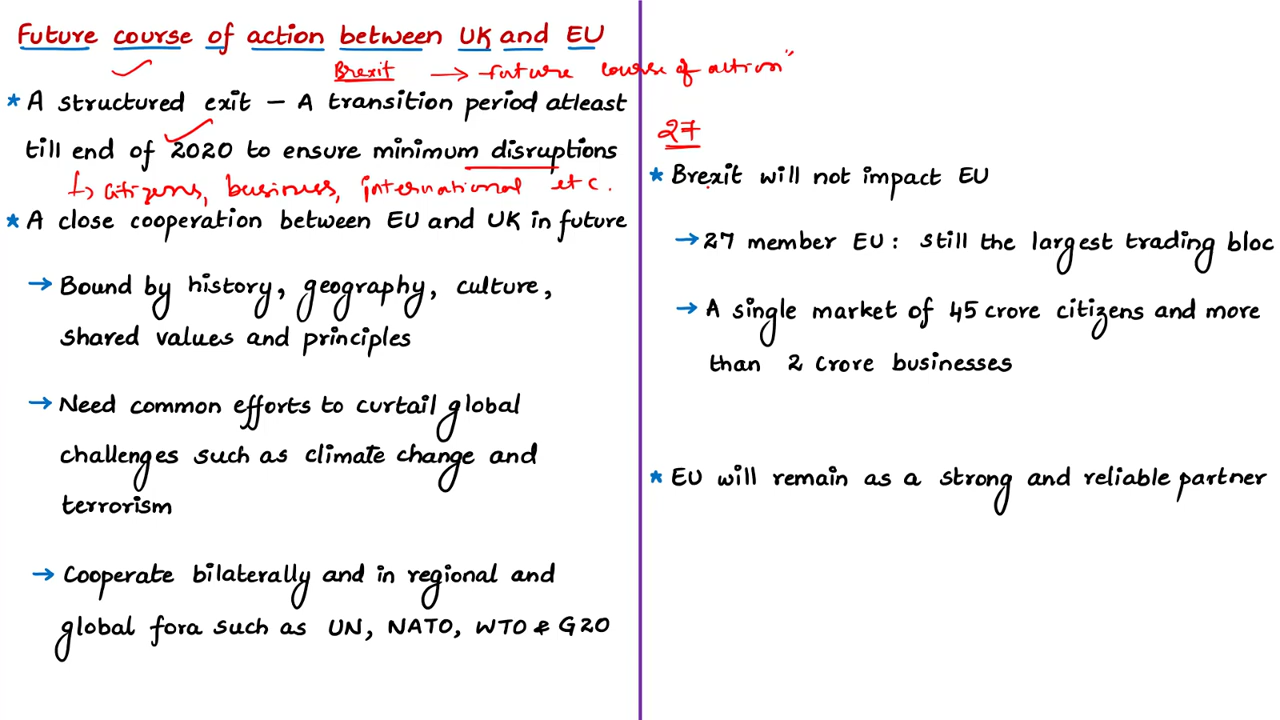 Future course of action between UK and EU
Brexit → future course of action"
* A structured exit – A transition period atleast
till end of 2020 to ensure minimum disruptions
↳ citizens, business, international etc.
* A close cooperation between EU and UK in future
→ Bound by history, geography, culture,
shared values and principles
→ Need common efforts to curtail global
challenges such as climate change and
terrorism
→ Cooperate bilaterally and in regional and
global fora such as UN, NATO, WTO & G20
27
* Brexit will not impact EU
→ 27 member EU: still the largest trading bloc
→ A single market of 45 crore citizens and more
than 2 crore businesses
* EU will remain as a strong and reliable partner